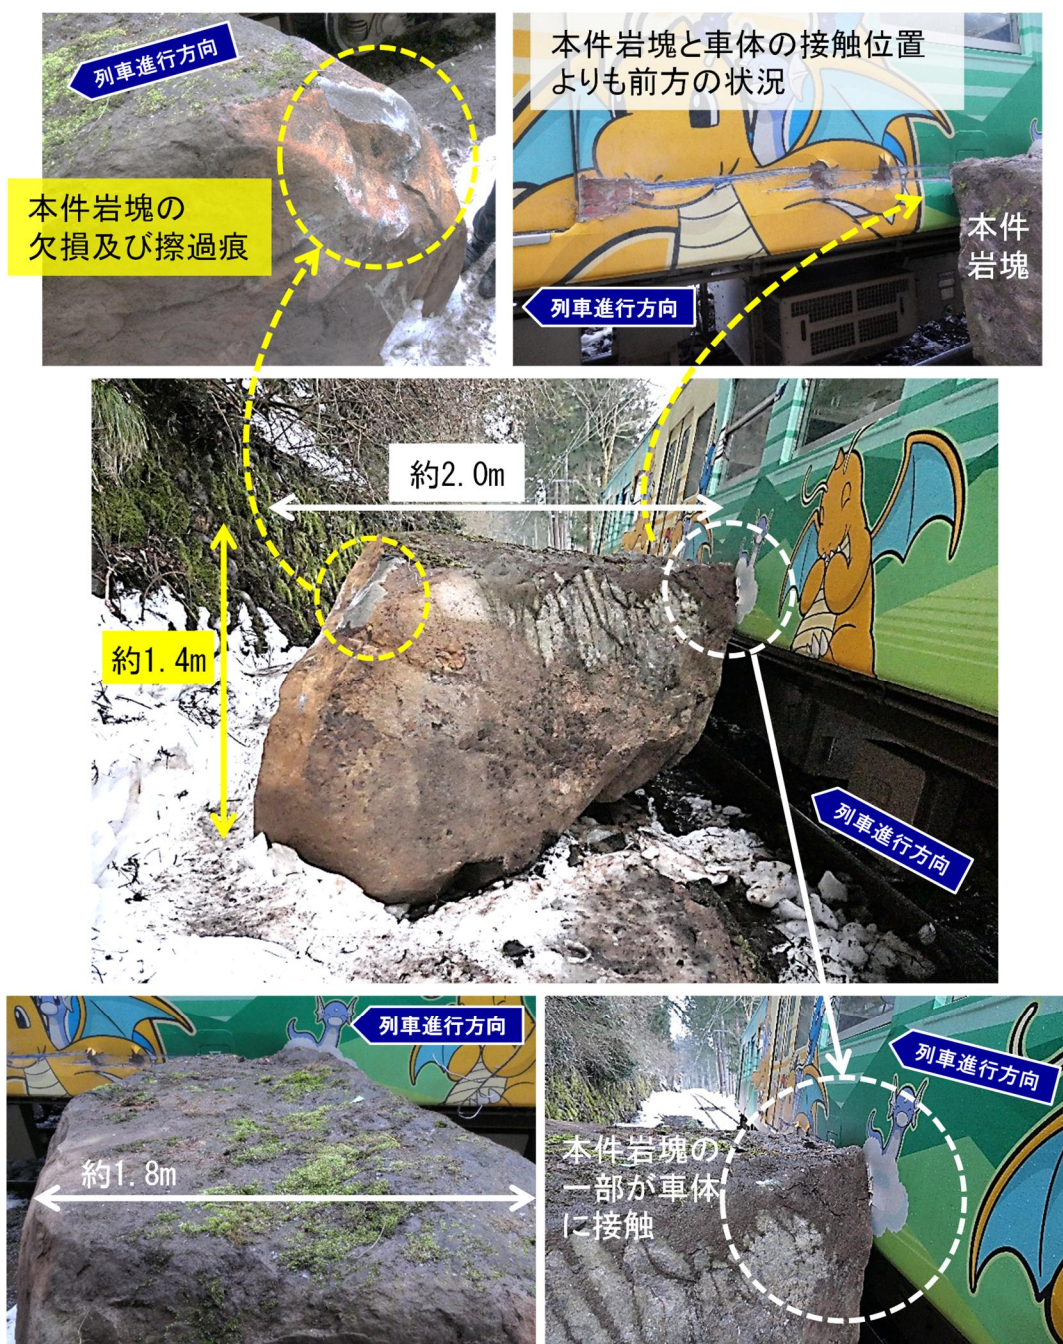 列車進行方向
本件岩塊の
欠損及び擦過痕
本件岩塊と車体の接触位置
よりも前方の状況
本件
岩塊
列車進行方向
約2.0m
約1.4m
列車進行方向
列車進行方向
約1.8m
列車進行方向
本件岩塊の
一部が車体
に接触